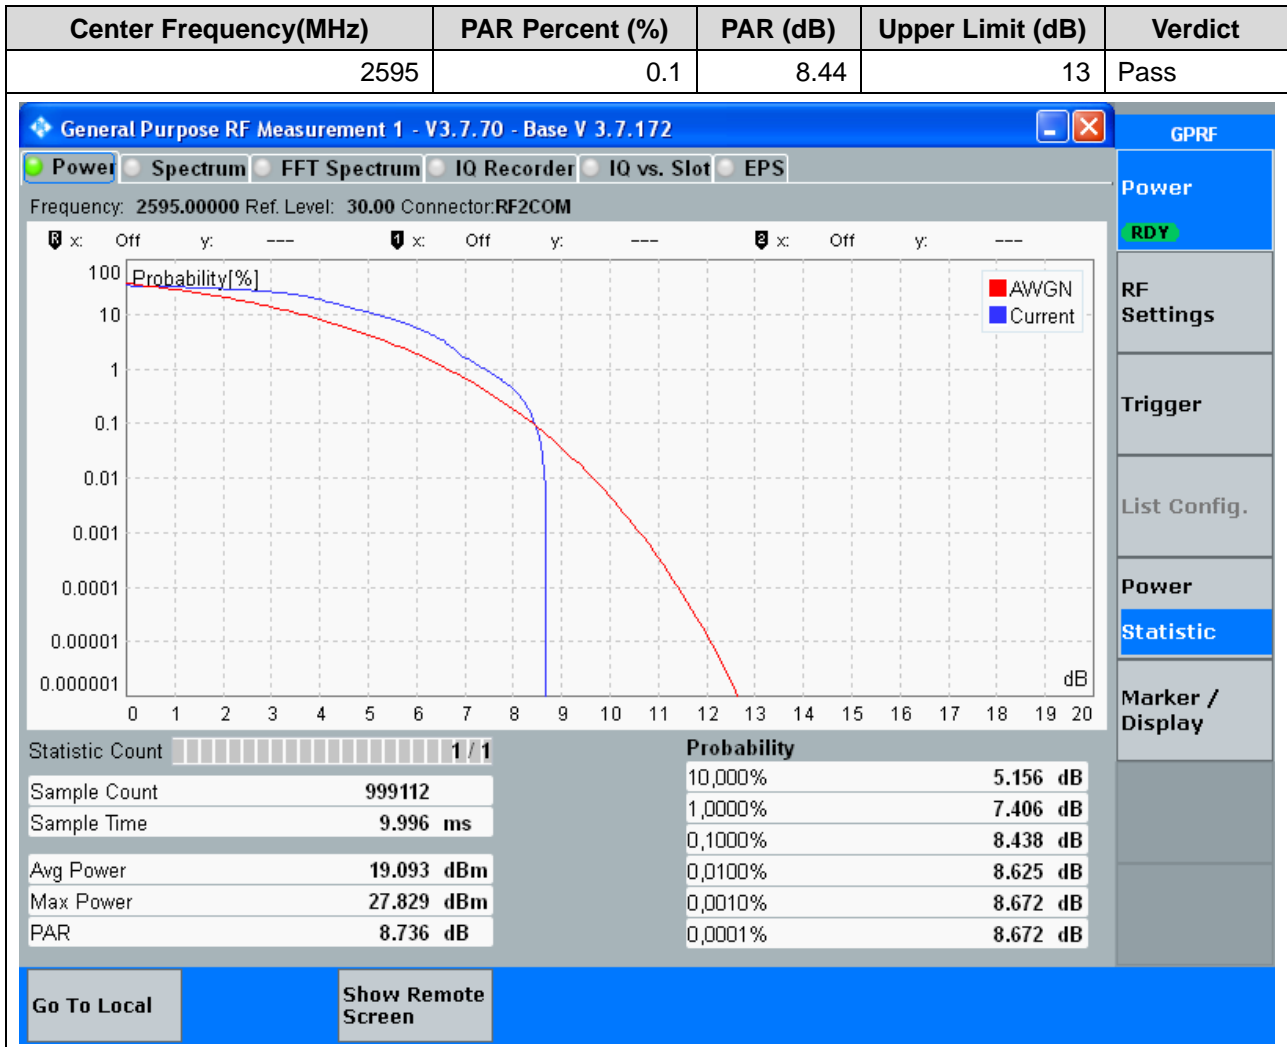 Center Frequency(MHz) PAR Percent (%) PAR (dB) Upper Limit (dB) Verdict
2595 0.1 8.44 13 Pass
General Purpose RF Measurement 1 - V3.7.70 - Base V 3.7.172
GPRF
Power Spectrum FFT Spectrum IQ Recorder IQ vs. Slot EPS
Frequency: 2595.00000 Ref. Level: 30.00 Connector:RF2COM
R x: Off y: --- 1 x: Off y: --- 2 x: Off y: ---
Probability[%]
100
10
1
0.1
0.01
0.001
0.0001
0.00001
0.000001
AWGN
Current
dB
0 1 2 3 4 5 6 7 8 9 10 11 12 13 14 15 16 17 18 19 20
Statistic Count 1 / 1
Sample Count 999112
Sample Time 9.996 ms
Avg Power 19.093 dBm
Max Power 27.829 dBm
PAR 8.736 dB
Probability
10,000% 5.156 dB
1,0000% 7.406 dB
0,1000% 8.438 dB
0,0100% 8.625 dB
0,0010% 8.672 dB
0,0001% 8.672 dB
Power
RDY
RF
Settings
Trigger
List Config.
Power
Statistic
Marker /
Display
Go To Local
Show Remote
Screen